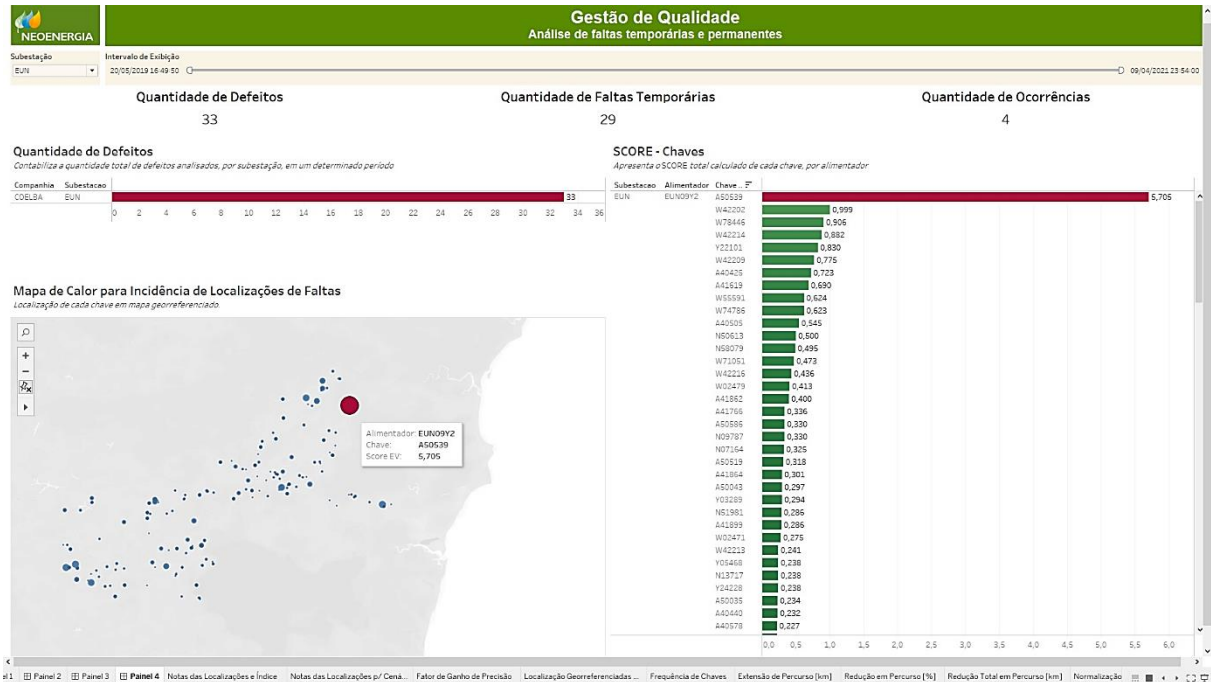 NEOENERGIA
Gestão de Qualidade
Análise de faltas temporárias e permanentes
Subestação
EUN
Intervalo de Exibição
20/05/2019 16:49:50
09/04/2021 23:54:00
Quantidade de Defeitos
33
Quantidade de Faltas Temporárias
29
Quantidade de Ocorrências
4
Quantidade de Defeitos
Contabiliza a quantidade total de defeitos analisados, por subestação, em um determinado período
Companhia Subestacao
COELBA EUN 33
0 2 4 6 8 10 12 14 16 18 20 22 24 26 28 30 32 34 36
Mapa de Calor para Incidência de Localizações de Faltas
Localização de cada chave em mapa georreferenciado.
Alimentador: EUN09Y2
Chave: A50539
Score EV: 5,705
SCORE - Chaves
Apresenta o SCORE total calculado de cada chave, por alimentador
Subestacao Alimentador Chave ..
EUN EUN09Y2 A50539 5,705
W42202 0,999
W78446 0,906
W42214 0,882
Y22101 0,830
W42209 0,775
A40425 0,723
A41619 0,690
W55591 0,624
W74786 0,623
A40505 0,545
N50613 0,500
N58079 0,495
W71051 0,473
W42216 0,436
W02479 0,413
A41862 0,400
A41766 0,336
A50586 0,330
N09787 0,330
N07164 0,325
A50519 0,318
A41864 0,301
A50043 0,297
Y03289 0,294
N51981 0,286
A41899 0,286
W02471 0,275
W42213 0,241
Y05468 0,238
N13717 0,238
Y24228 0,238
A50035 0,234
A40440 0,232
A40578 0,227
0,0 0,5 1,0 1,5 2,0 2,5 3,0 3,5 4,0 4,5 5,0 5,5 6,0
el 1 Painel 2 Painel 3 Painel 4 Notas das Localizações e Índice Notas das Localizações p/ Cená... Fator de Ganho de Precisão Localização Georreferenciadas ... Frequência de Chaves Extensão de Percurso [km] Redução em Percurso [%] Redução Total em Percurso [km] Normalização